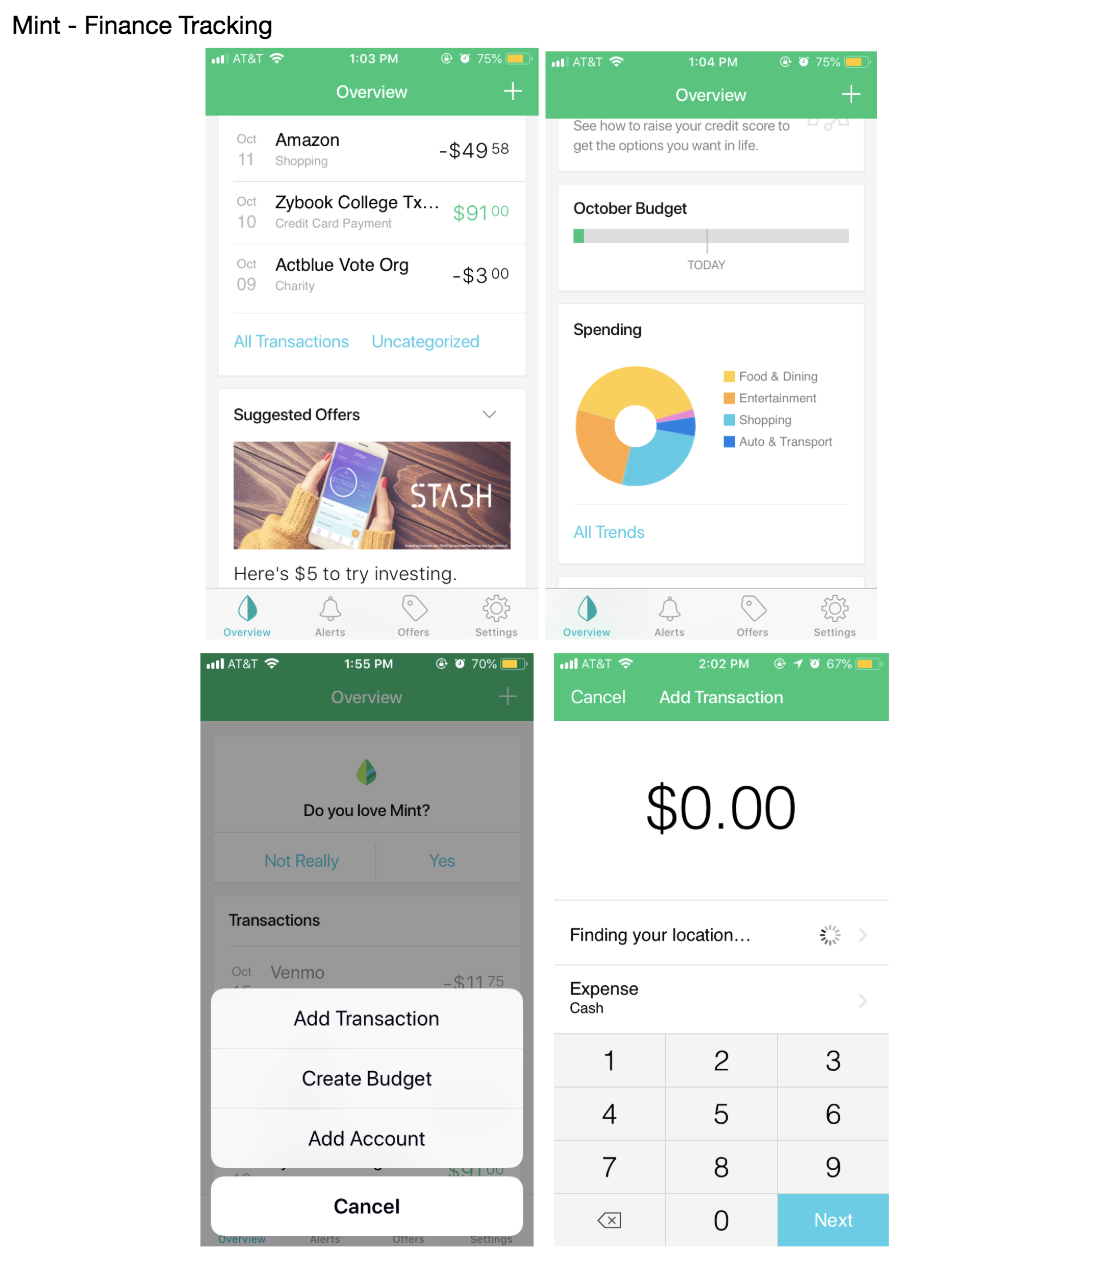 Mint - Finance Tracking
AT&T 1:03 PM 75%
Overview +
Oct 11 Amazon -$49 58
Shopping
Oct 10 Zybook College Tx... $91 00
Credit Card Payment
Oct 09 Actblue Vote Org -$3 00
Charity
All Transactions Uncategorized
Suggested Offers
STASH
Here's $5 to try investing.
Overview Alerts Offers Settings
AT&T 1:04 PM 75%
Overview +
See how to raise your credit score to
get the options you want in life.
October Budget
TODAY
Spending
Food & Dining
Entertainment
Shopping
Auto & Transport
All Trends
Overview Alerts Offers Settings
AT&T 1:55 PM 70%
Overview +
Do you love Mint?
Not Really Yes
Transactions
Oct Venmo -$11 75
Add Transaction
Create Budget
Add Account
$91 00
Cancel
Overview Alerts Offers Settings
AT&T 2:02 PM 67%
Cancel Add Transaction
$0.00
Finding your location...
Expense
Cash
1 2 3
4 5 6
7 8 9
0 Next